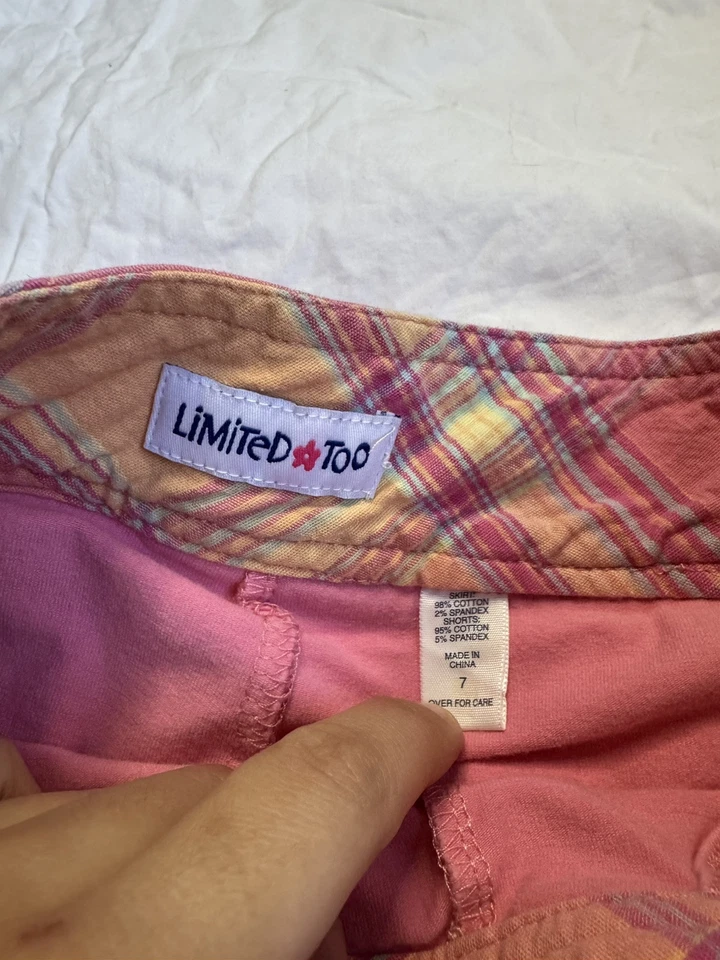 LiMiTeD TOO
SKIRT:
98% COTTON
2% SPANDEX
SHORTS:
95% COTTON
5% SPANDEX
MADE IN
CHINA
7
OVER FOR CARE